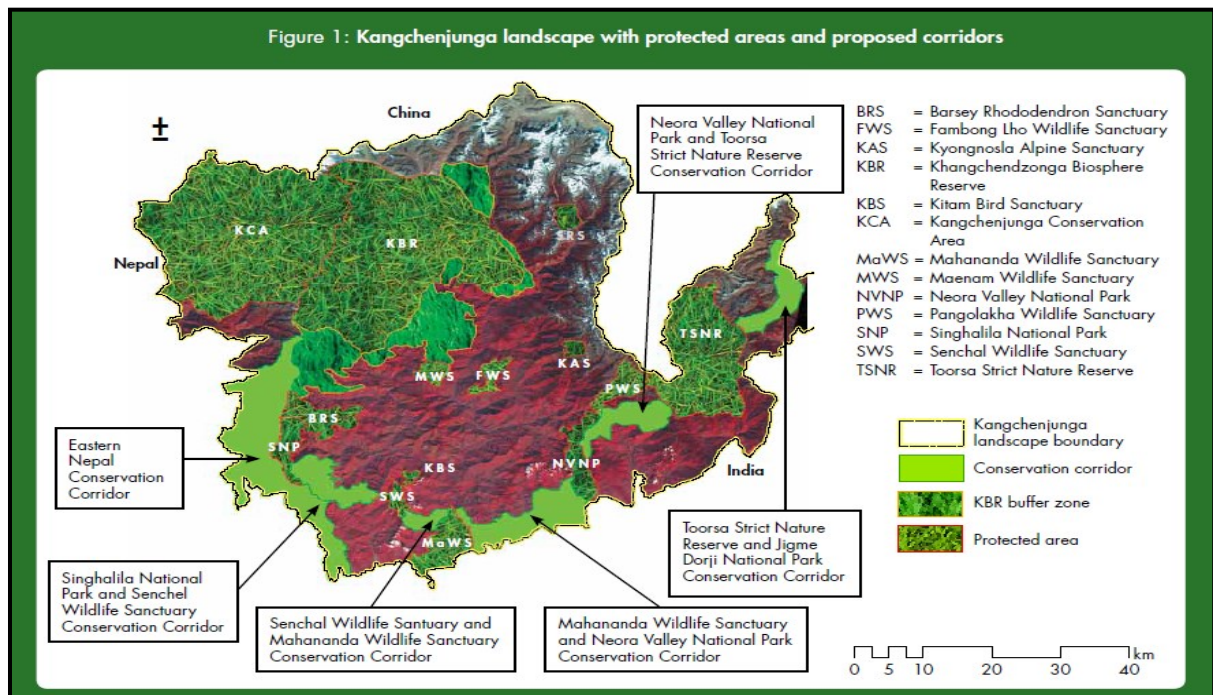 Figure 1: Kangchenjunga landscape with protected areas and proposed corridors
China
±
Neora Valley National
Park and Toorsa
Strict Nature Reserve
Conservation Corridor
BRS = Barsey Rhododendron Sanctuary
FWS = Fambong Lho Wildlife Sanctuary
KAS = Kyongnosla Alpine Sanctuary
KBR = Khangchendzonga Biosphere
Reserve
KBS = Kitam Bird Sanctuary
KCA = Kangchenjunga Conservation
Area
MaWS = Mahananda Wildlife Sanctuary
MWS = Maenam Wildlife Sanctuary
NVNP = Neora Valley National Park
PWS = Pangolakha Wildlife Sanctuary
SNP = Singhalila National Park
SWS = Senchal Wildlife Sanctuary
TSNR = Toorsa Strict Nature Reserve
KCA
KBR
SRS
Nepal
TSNR
MWS
FWS
KAS
PWS
BRS
SNP
KBS
NVNP
India
SWS
MaWS
Kangchenjunga
landscape boundary
Conservation corridor
KBR buffer zone
Protected area
Eastern
Nepal
Conservation
Corridor
Singhalila National
Park and Senchel
Wildlife Sanctuary
Conservation Corridor
Senchal Wildlife Santuary and
Mahananda Wildlife Sanctuary
Conservation Corridor
Mahananda Wildlife Sanctuary
and Neora Valley National Park
Conservation Corridor
Toorsa Strict Nature
Reserve and Jigme
Dorji National Park
Conservation Corridor
km
0 5 10 20 30 40